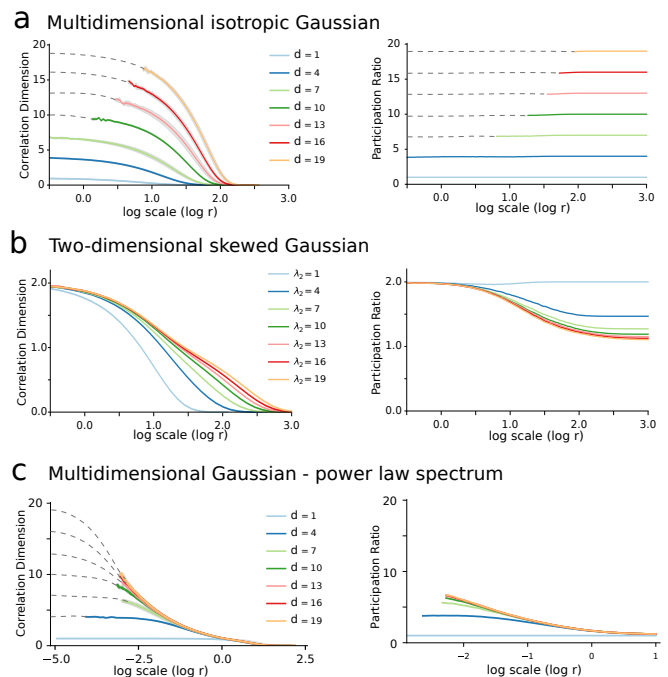 a Multidimensional isotropic Gaussian
Correlation Dimension
20
15
10
5
0
0.0 1.0 2.0 3.0
log scale (log r)
d = 1
d = 4
d = 7
d = 10
d = 13
d = 16
d = 19
Participation Ratio
20
15
10
5
0
0.0 1.0 2.0 3.0
log scale (log r)
b Two-dimensional skewed Gaussian
Correlation Dimension
2.0
1.0
0.0
0.0 1.0 2.0 3.0
log scale (log r)
λ₂= 1
λ₂= 4
λ₂= 7
λ₂= 10
λ₂= 13
λ₂= 16
λ₂= 19
Participation Ratio
2.0
1.0
0.0
0.0 1.0 2.0 3.0
log scale (log r)
c Multidimensional Gaussian - power law spectrum
Correlation Dimension
20
15
10
5
0
−5.0 −2.5 0.0 2.5
log scale (log r)
d = 1
d = 4
d = 7
d = 10
d = 13
d = 16
d = 19
Participation Ratio
20
15
10
5
0
−2 −1 0 1
log scale (log r)